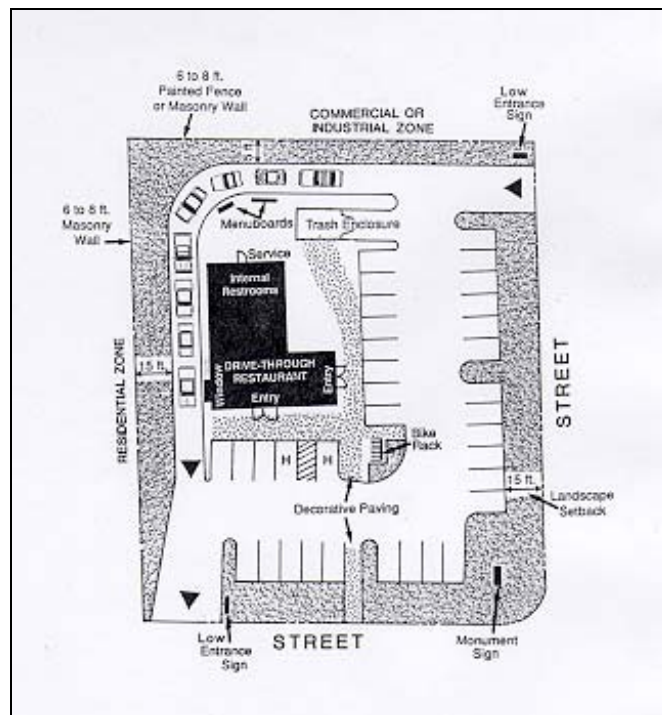 6 to 8 ft.
Painted Fence
or Masonry Wall
COMMERCIAL OR
INDUSTRIAL ZONE
Low
Entrance
Sign
5 ft.
6 to 8 ft.
Masonry
Wall
Menuboards
Trash Enclosure
Service
Internal
Restrooms
DRIVE-THROUGH
RESTAURANT
Window
Entry
Entry
15 ft.
RESIDENTIAL ZONE
STREET
Bike
Rack
H
H
15 ft.
Landscape
Setback
Decorative Paving
Low
Entrance
Sign
STREET
Monument
Sign